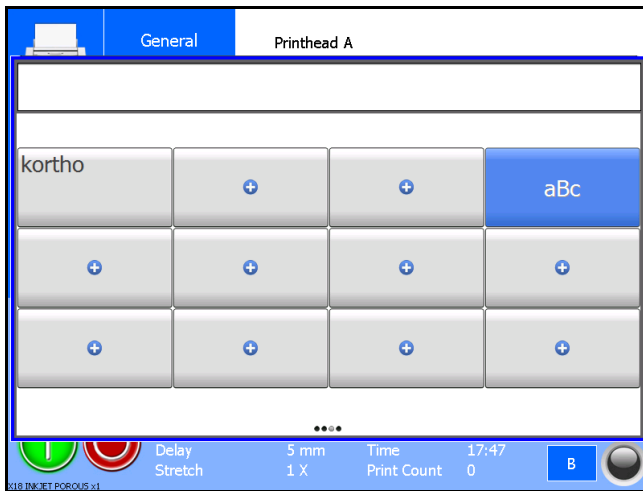 General
Printhead A
kortho
aBc
Delay 5 mm Time 17:47
Stretch 1 X Print Count 0
B
X18 INKJET POROUS x1